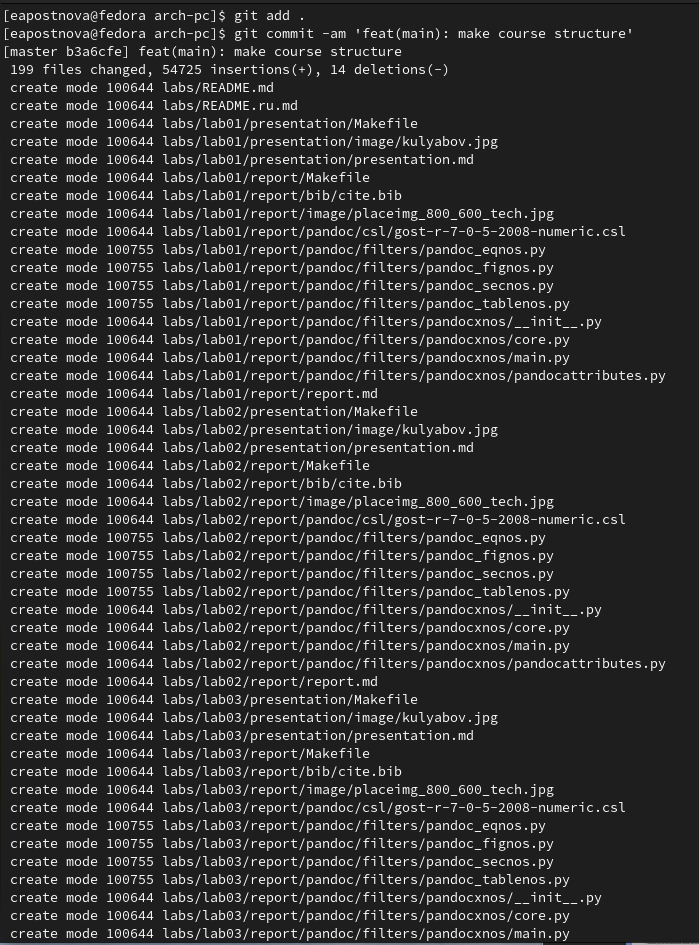 [eapostnova@fedora arch-pc]$ git add .
[eapostnova@fedora arch-pc]$ git commit -am 'feat(main): make course structure'
[master b3a6cfe] feat(main): make course structure
 199 files changed, 54725 insertions(+), 14 deletions(-)
 create mode 100644 labs/README.md
 create mode 100644 labs/README.ru.md
 create mode 100644 labs/lab01/presentation/Makefile
 create mode 100644 labs/lab01/presentation/image/kulyabov.jpg
 create mode 100644 labs/lab01/presentation/presentation.md
 create mode 100644 labs/lab01/report/Makefile
 create mode 100644 labs/lab01/report/bib/cite.bib
 create mode 100644 labs/lab01/report/image/placeimg_800_600_tech.jpg
 create mode 100644 labs/lab01/report/pandoc/csl/gost-r-7-0-5-2008-numeric.csl
 create mode 100755 labs/lab01/report/pandoc/filters/pandoc_eqnos.py
 create mode 100755 labs/lab01/report/pandoc/filters/pandoc_fignos.py
 create mode 100755 labs/lab01/report/pandoc/filters/pandoc_secnos.py
 create mode 100755 labs/lab01/report/pandoc/filters/pandoc_tablenos.py
 create mode 100644 labs/lab01/report/pandoc/filters/pandocxnos/__init__.py
 create mode 100644 labs/lab01/report/pandoc/filters/pandocxnos/core.py
 create mode 100644 labs/lab01/report/pandoc/filters/pandocxnos/main.py
 create mode 100644 labs/lab01/report/pandoc/filters/pandocxnos/pandocattributes.py
 create mode 100644 labs/lab01/report/report.md
 create mode 100644 labs/lab02/presentation/Makefile
 create mode 100644 labs/lab02/presentation/image/kulyabov.jpg
 create mode 100644 labs/lab02/presentation/presentation.md
 create mode 100644 labs/lab02/report/Makefile
 create mode 100644 labs/lab02/report/bib/cite.bib
 create mode 100644 labs/lab02/report/image/placeimg_800_600_tech.jpg
 create mode 100644 labs/lab02/report/pandoc/csl/gost-r-7-0-5-2008-numeric.csl
 create mode 100755 labs/lab02/report/pandoc/filters/pandoc_eqnos.py
 create mode 100755 labs/lab02/report/pandoc/filters/pandoc_fignos.py
 create mode 100755 labs/lab02/report/pandoc/filters/pandoc_secnos.py
 create mode 100755 labs/lab02/report/pandoc/filters/pandoc_tablenos.py
 create mode 100644 labs/lab02/report/pandoc/filters/pandocxnos/__init__.py
 create mode 100644 labs/lab02/report/pandoc/filters/pandocxnos/core.py
 create mode 100644 labs/lab02/report/pandoc/filters/pandocxnos/main.py
 create mode 100644 labs/lab02/report/pandoc/filters/pandocxnos/pandocattributes.py
 create mode 100644 labs/lab02/report/report.md
 create mode 100644 labs/lab03/presentation/Makefile
 create mode 100644 labs/lab03/presentation/image/kulyabov.jpg
 create mode 100644 labs/lab03/presentation/presentation.md
 create mode 100644 labs/lab03/report/Makefile
 create mode 100644 labs/lab03/report/bib/cite.bib
 create mode 100644 labs/lab03/report/image/placeimg_800_600_tech.jpg
 create mode 100644 labs/lab03/report/pandoc/csl/gost-r-7-0-5-2008-numeric.csl
 create mode 100755 labs/lab03/report/pandoc/filters/pandoc_eqnos.py
 create mode 100755 labs/lab03/report/pandoc/filters/pandoc_fignos.py
 create mode 100755 labs/lab03/report/pandoc/filters/pandoc_secnos.py
 create mode 100755 labs/lab03/report/pandoc/filters/pandoc_tablenos.py
 create mode 100644 labs/lab03/report/pandoc/filters/pandocxnos/__init__.py
 create mode 100644 labs/lab03/report/pandoc/filters/pandocxnos/core.py
 create mode 100644 labs/lab03/report/pandoc/filters/pandocxnos/main.py